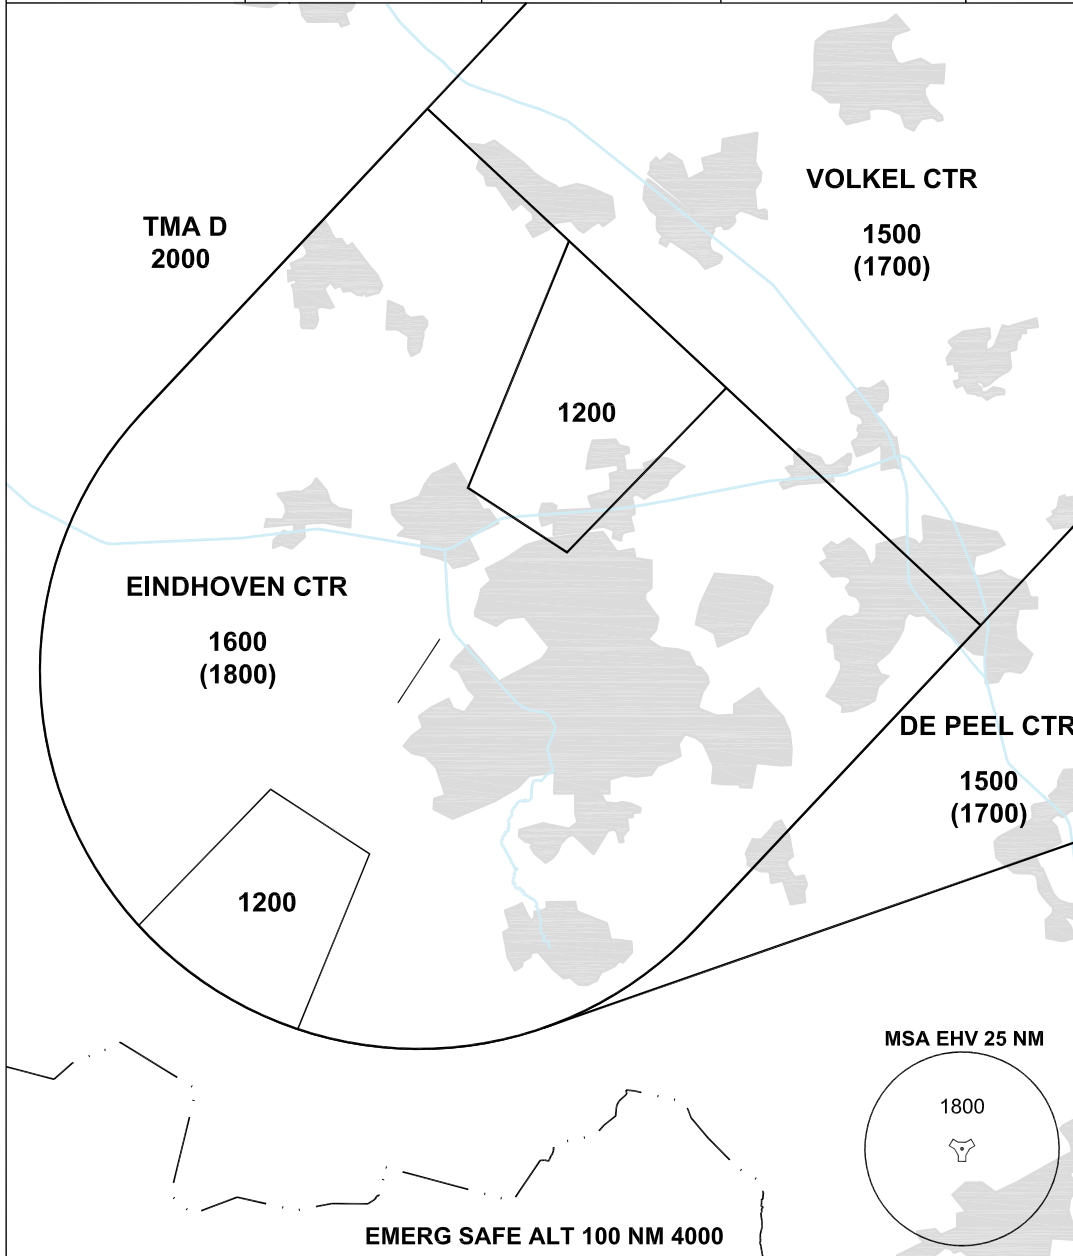 VOLKEL CTR
1500
(1700)
TMA D
2000
1200
EINDHOVEN CTR
1600
(1800)
DE PEEL CTR
1500
(1700)
1200
MSA EHV 25 NM
1800
EMERG SAFE ALT 100 NM 4000